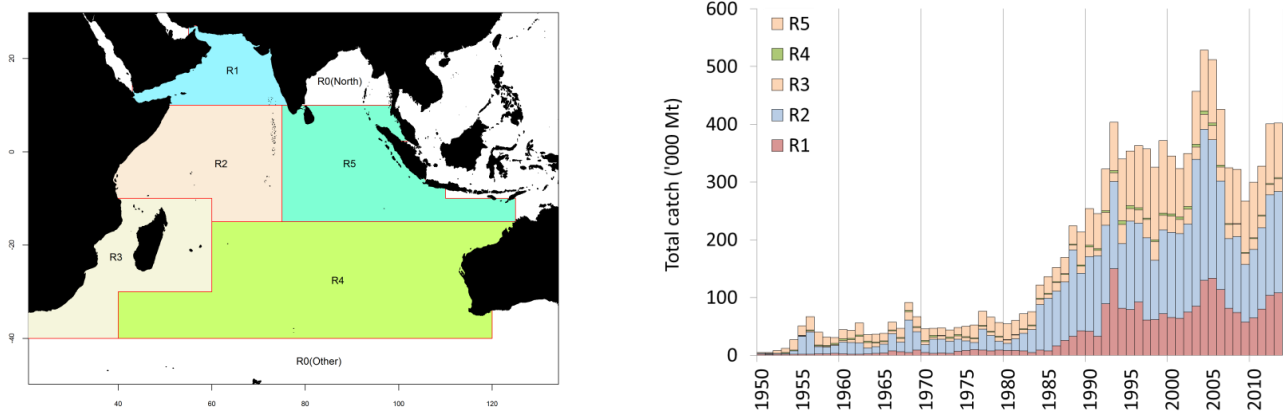 R1
R0(North)
R2
R5
R3
R4
R0(Other)
20
0
-20
-40
40
60
80
100
120
Total catch ('000 Mt)
600
500
400
300
200
100
0
R5
R4
R3
R2
R1
1950
1955
1960
1965
1970
1975
1980
1985
1990
1995
2000
2005
2010